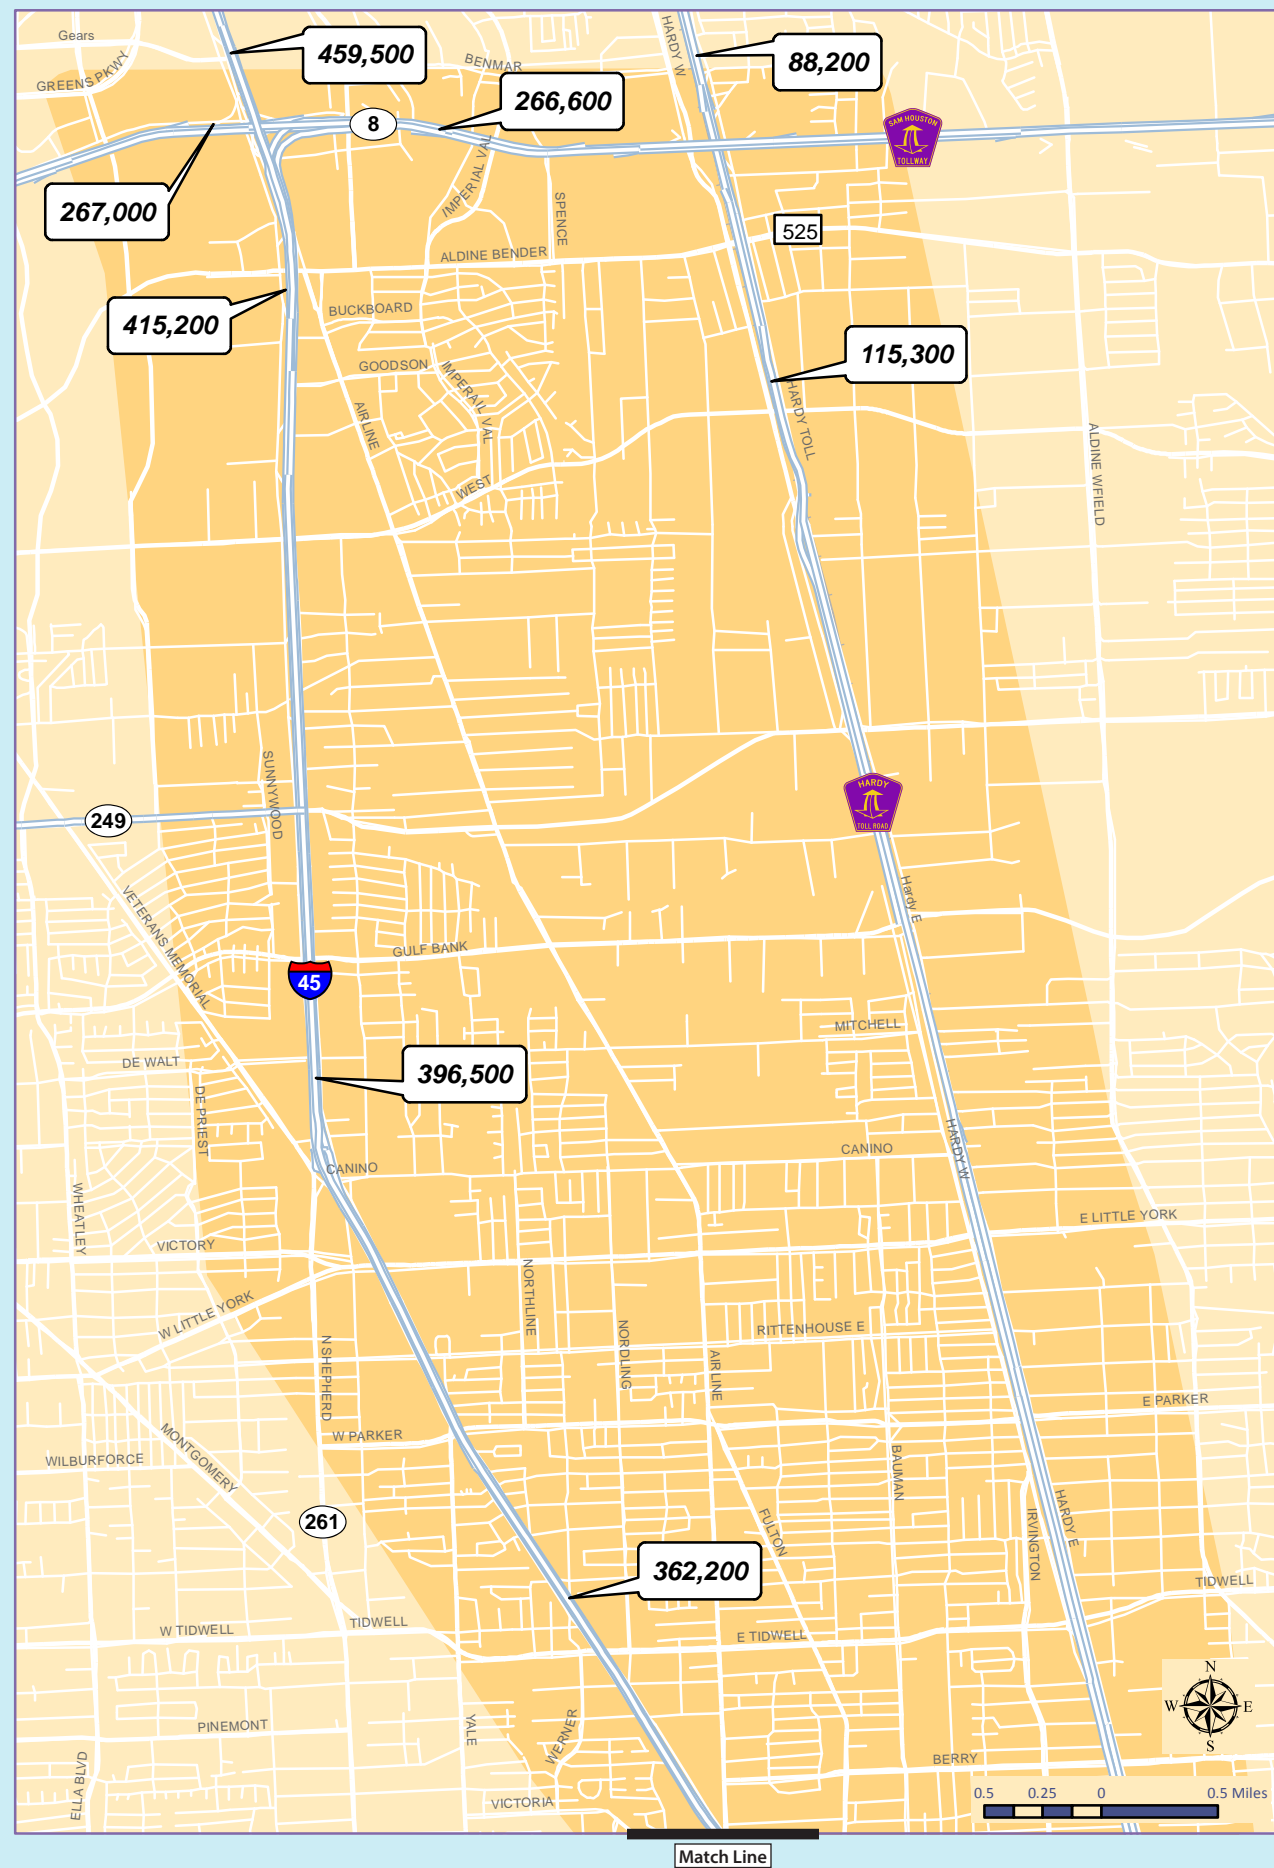 Gears
GREENS PKWY
459,500
BENMAR
HARDY W
88,200
266,600
8
SAM HOUSTON
TOLLWAY
267,000
IMPERIAL VAL
SPENCE
525
ALDINE BENDER
BUCKBOARD
415,200
GOODSON
IMPERAIL VAL
AIRLINE
115,300
HARDY TOLL
ALDINE WFIELD
WEST
SUNNYWOOD
HARDY
TOLL ROAD
249
VETERANS MEMORIAL
Hardy E
GULF BANK
45
MITCHELL
DE WALT
396,500
DE PRIEST
CANINO
CANINO
HARDY W
WHEATLEY
E LITTLE YORK
VICTORY
W LITTLE YORK
NORTHLINE
NORDLING
RITTENHOUSE E
N SHEPHERD
AIRLINE
E PARKER
W PARKER
WILBURFORCE
MONTGOMERY
BAUMAN
261
FULTON
IRVINGTON
HARDY E
362,200
TIDWELL
W TIDWELL
TIDWELL
E TIDWELL
N
W
E
S
PINEMONT
YALE
WERNER
BERRY
ELLA BLVD
VICTORIA
0.5 0.25 0 0.5 Miles
Match Line